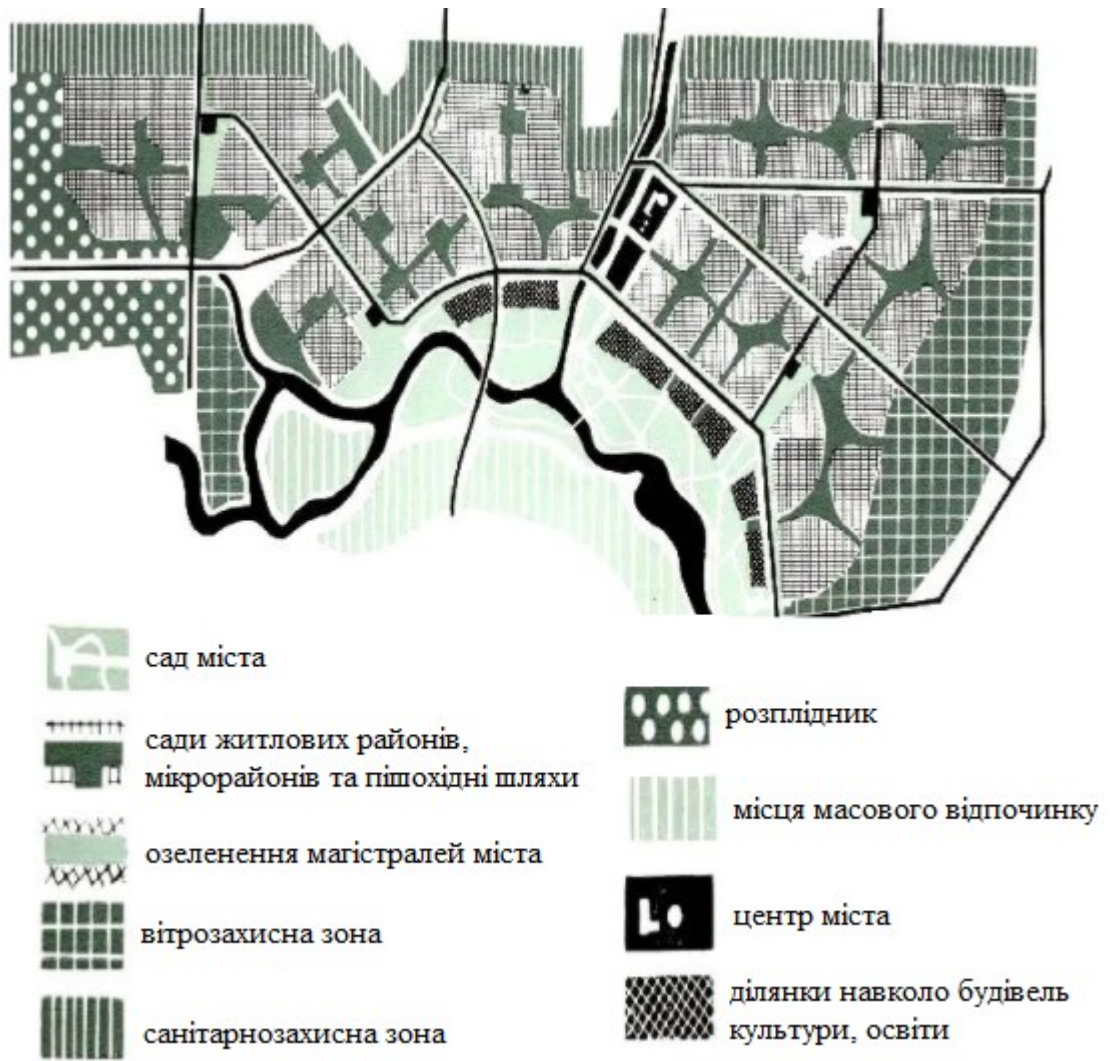 сад міста
сади житлових районів,
мікрорайонів та пішохідні шляхи
озеленення магістралей міста
вітрозахисна зона
санітарнозахисна зона
розплідник
місця масового відпочинку
центр міста
ділянки навколо будівель
культури, освіти